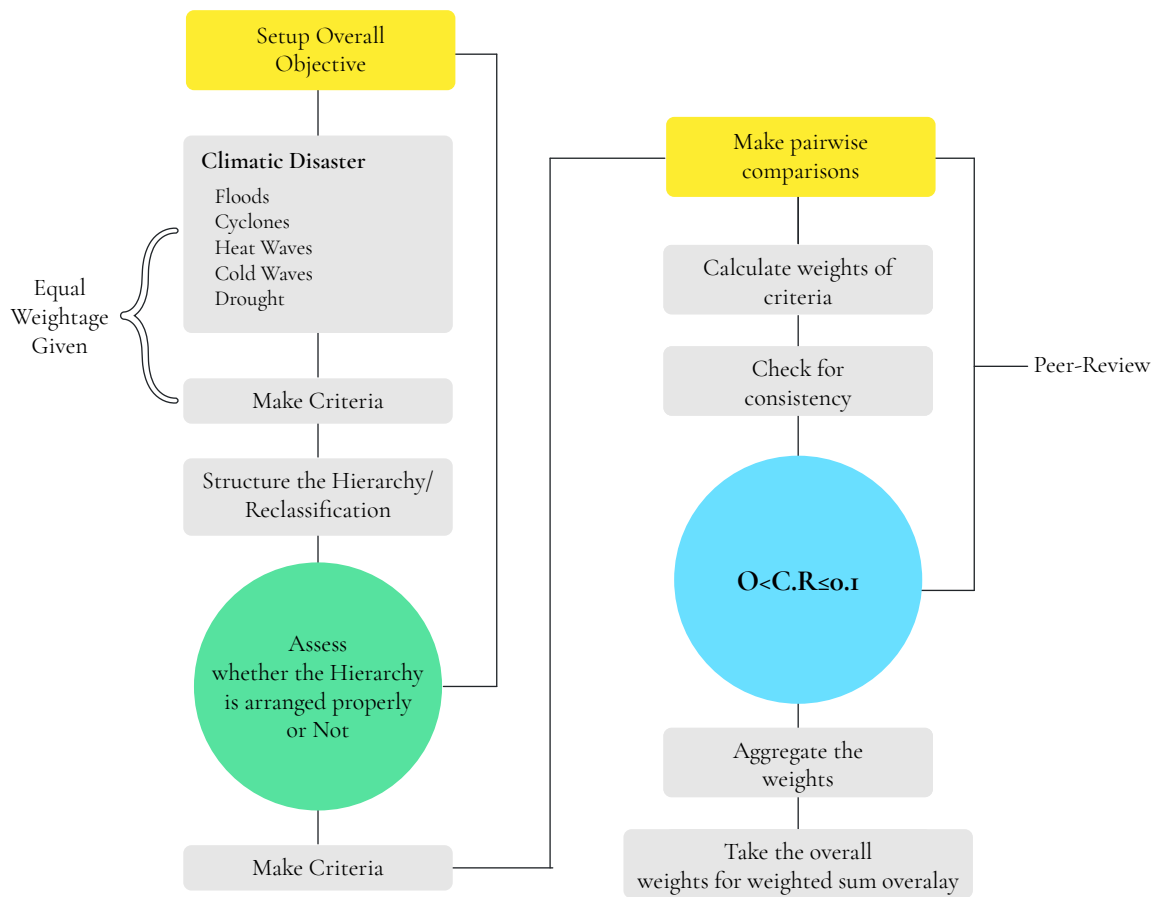 Setup Overall
Objective
Climatic Disaster
Floods
Cyclones
Heat Waves
Cold Waves
Drought
Equal
Weightage
Given
Make Criteria
Structure the Hierarchy/
Reclassification
Assess
whether the Hierarchy
is arranged properly
or Not
Make Criteria
Make pairwise
comparisons
Calculate weights of
criteria
Check for
consistency
Peer-Review
O<C.R≤0.1
Aggregate the
weights
Take the overall
weights for weighted sum overalay